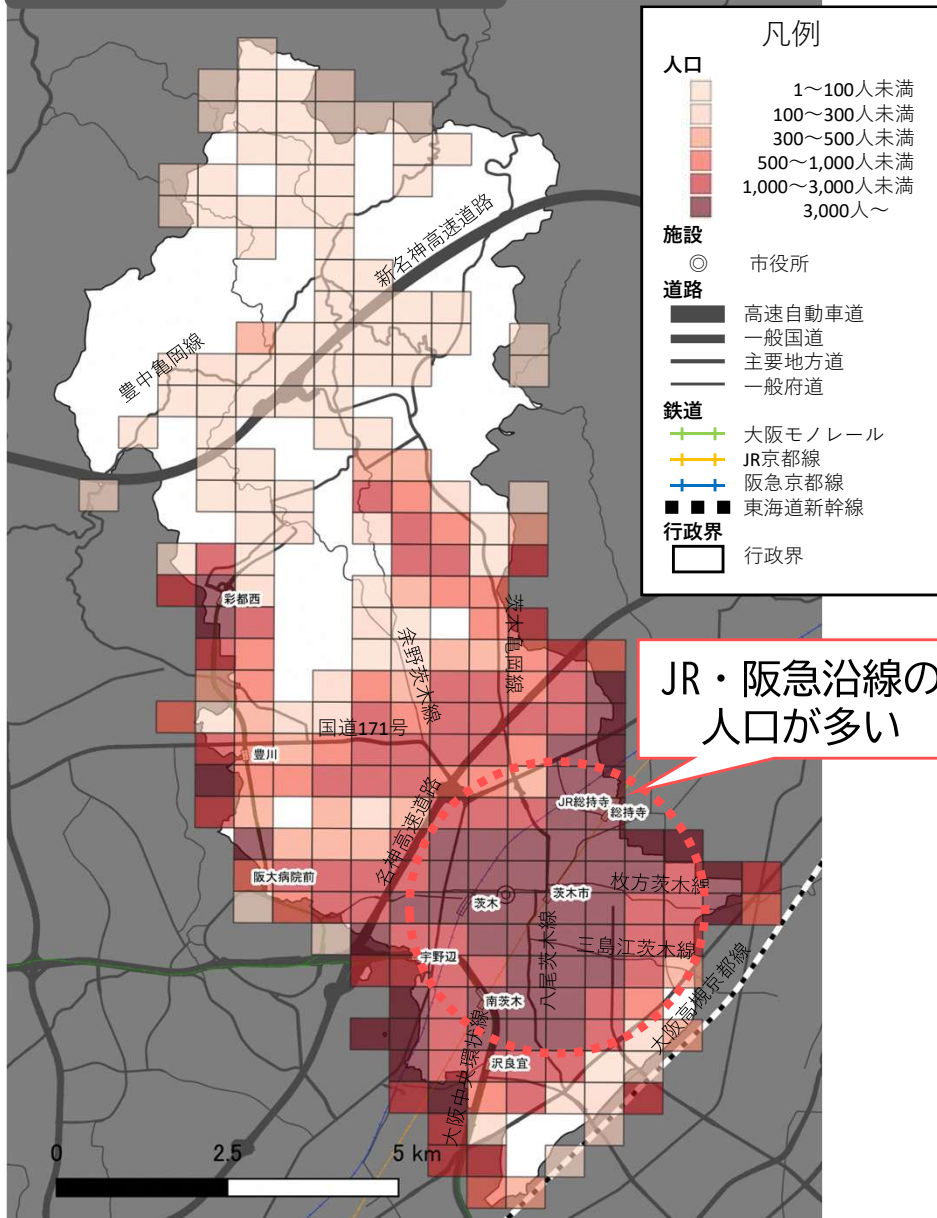 凡例
人口
1～100人未満
100～300人未満
300～500人未満
500～1,000人未満
1,000～3,000人未満
3,000人～
施設
◎ 市役所
道路
高速自動車道
一般国道
主要地方道
一般府道
鉄道
大阪モノレール
JR京都線
阪急京都線
東海道新幹線
行政界
行政界
新名神高速道路
豊中亀岡線
彩都西
茨木亀岡線
余野茨木線
JR・阪急沿線の
人口が多い
国道171号
豊川
名神高速道路
JR総持寺
総持寺
阪大病院前
枚方茨木線
茨木
茨木市
三島江茨木線
八尾茨木線
宇野辺
大阪高槻京都線
南茨木
沢良宜
大阪中央環状線
0 2.5 5 km